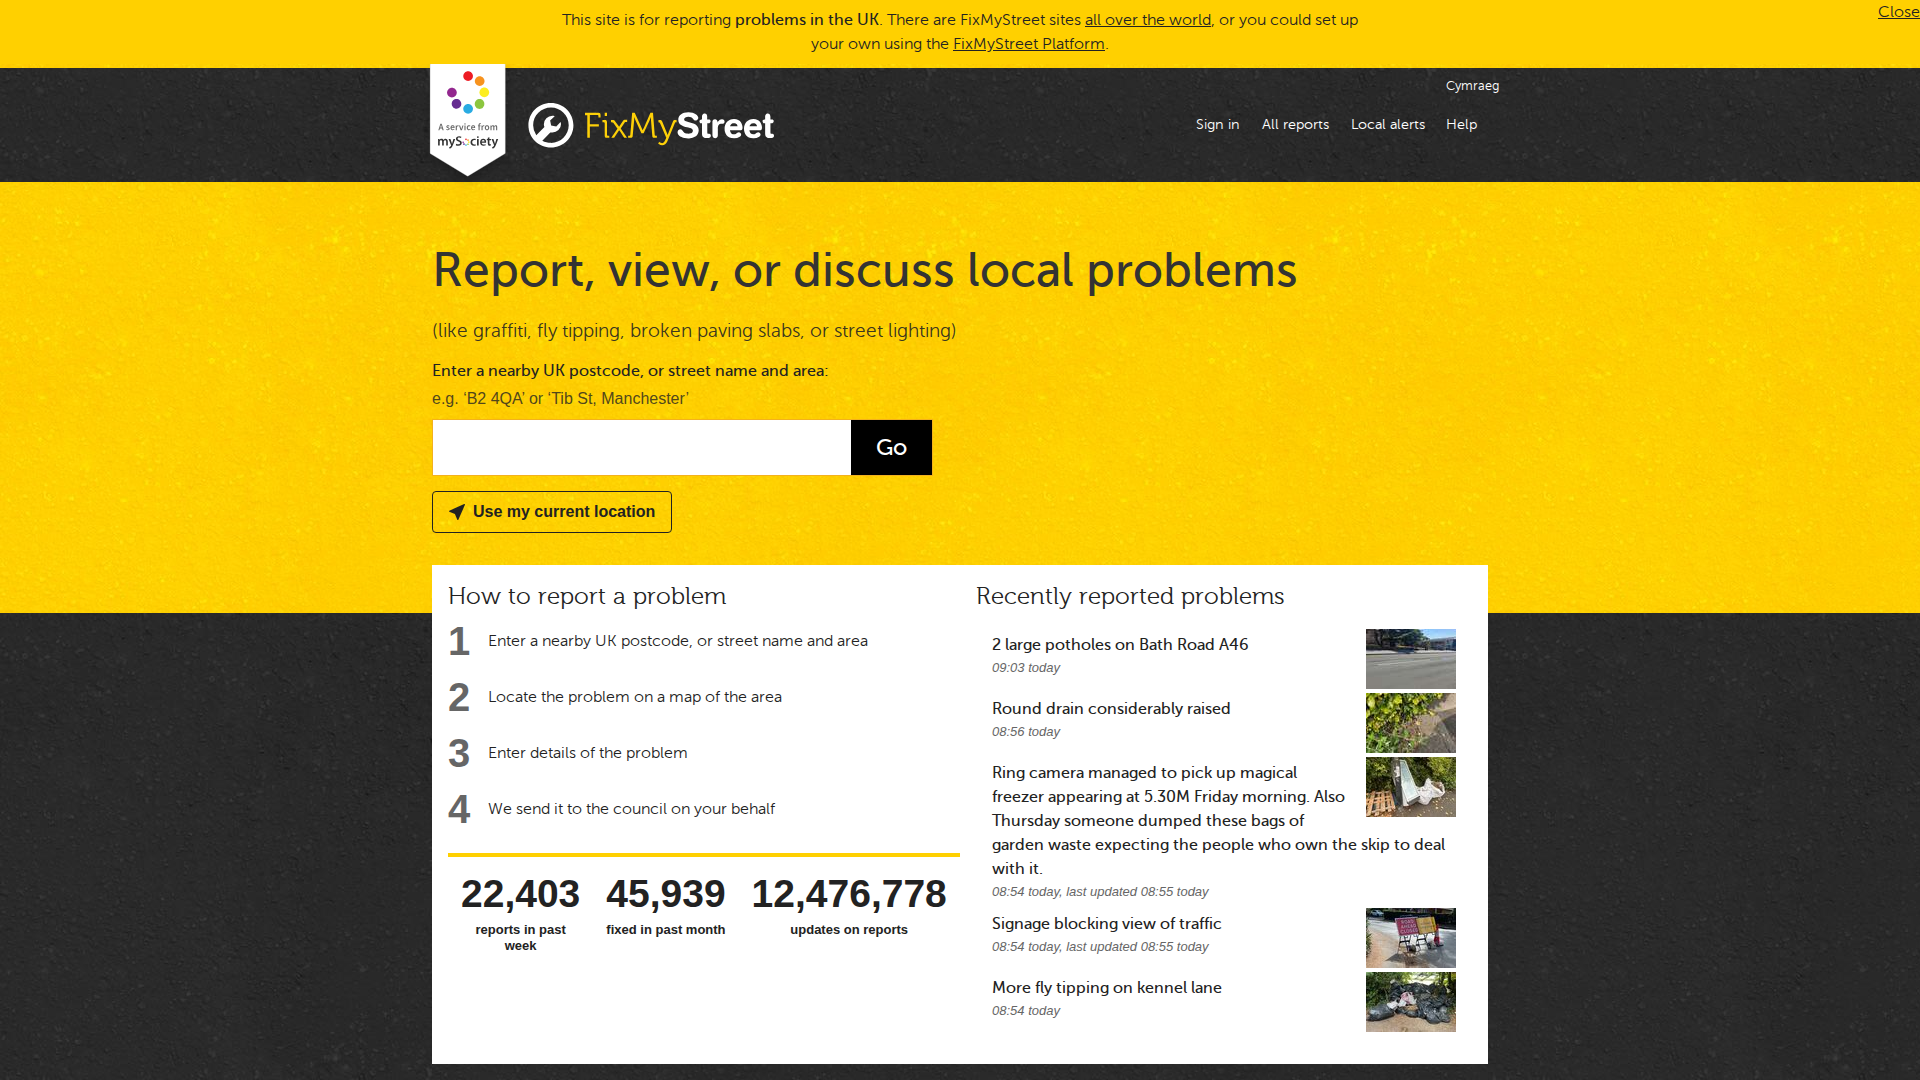 This site is for reporting problems in the UK. There are FixMyStreet sites all over the world, or you could set up
your own using the FixMyStreet Platform.
Close
A service from
mySociety
FixMyStreet
Cymraeg
Sign in
All reports
Local alerts
Help
Report, view, or discuss local problems
(like graffiti, fly tipping, broken paving slabs, or street lighting)
Enter a nearby UK postcode, or street name and area:
e.g. ‘B2 4QA’ or ‘Tib St, Manchester’
Go
Use my current location
How to report a problem
1 Enter a nearby UK postcode, or street name and area
2 Locate the problem on a map of the area
3 Enter details of the problem
4 We send it to the council on your behalf
22,403
reports in past
week
45,939
fixed in past month
12,476,778
updates on reports
Recently reported problems
2 large potholes on Bath Road A46
09:03 today
Round drain considerably raised
08:56 today
Ring camera managed to pick up magical
freezer appearing at 5.30M Friday morning. Also
Thursday someone dumped these bags of
garden waste expecting the people who own the skip to deal
with it.
08:54 today, last updated 08:55 today
Signage blocking view of traffic
08:54 today, last updated 08:55 today
More fly tipping on kennel lane
08:54 today